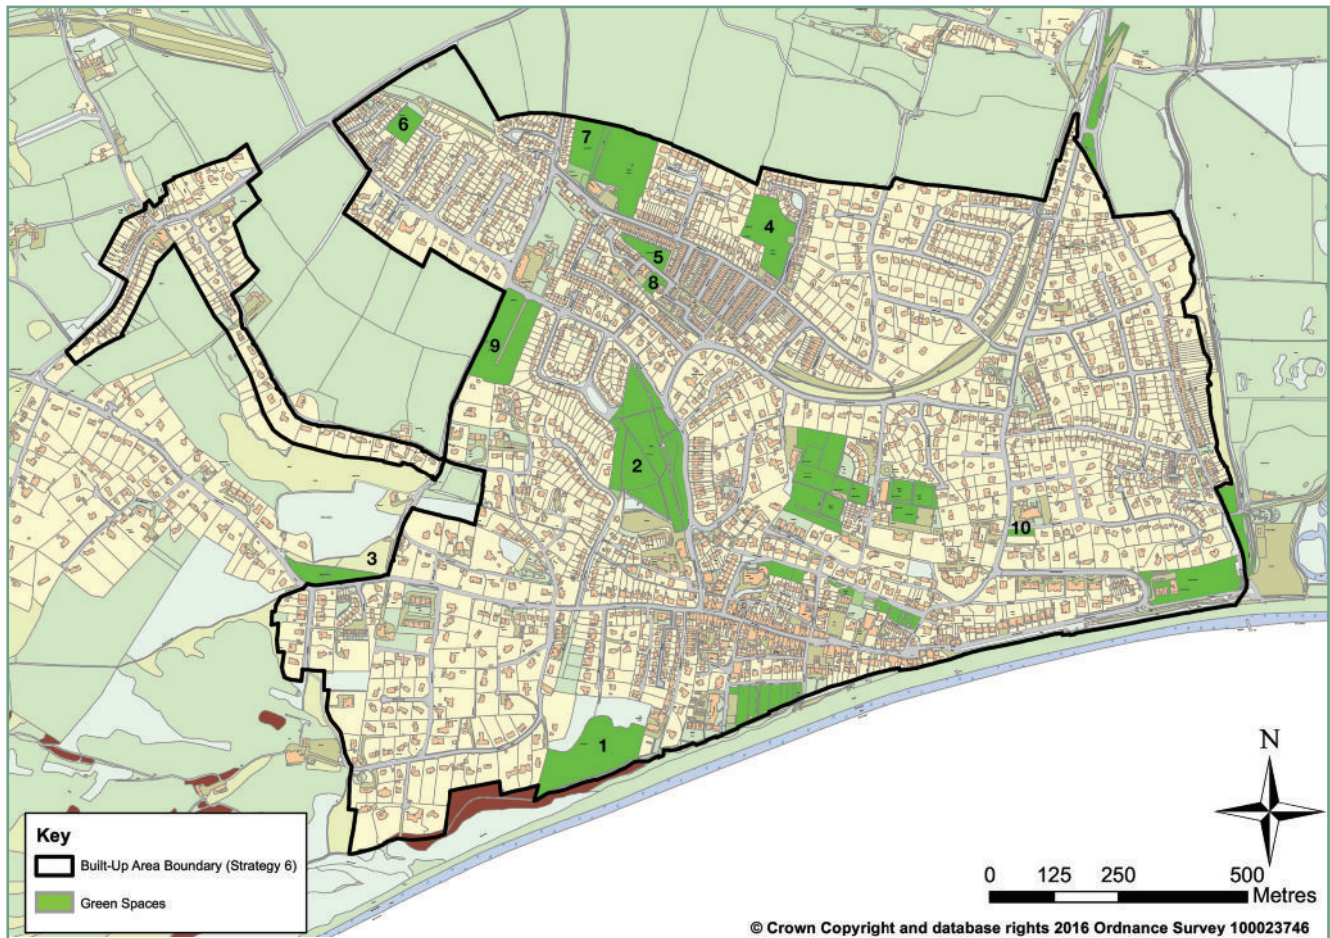 6
7
4
5
8
9
2
10
3
1
N
Key
Built-Up Area Boundary (Strategy 6)
Green Spaces
0 125 250 500
Metres
© Crown Copyright and database rights 2016 Ordnance Survey 100023746